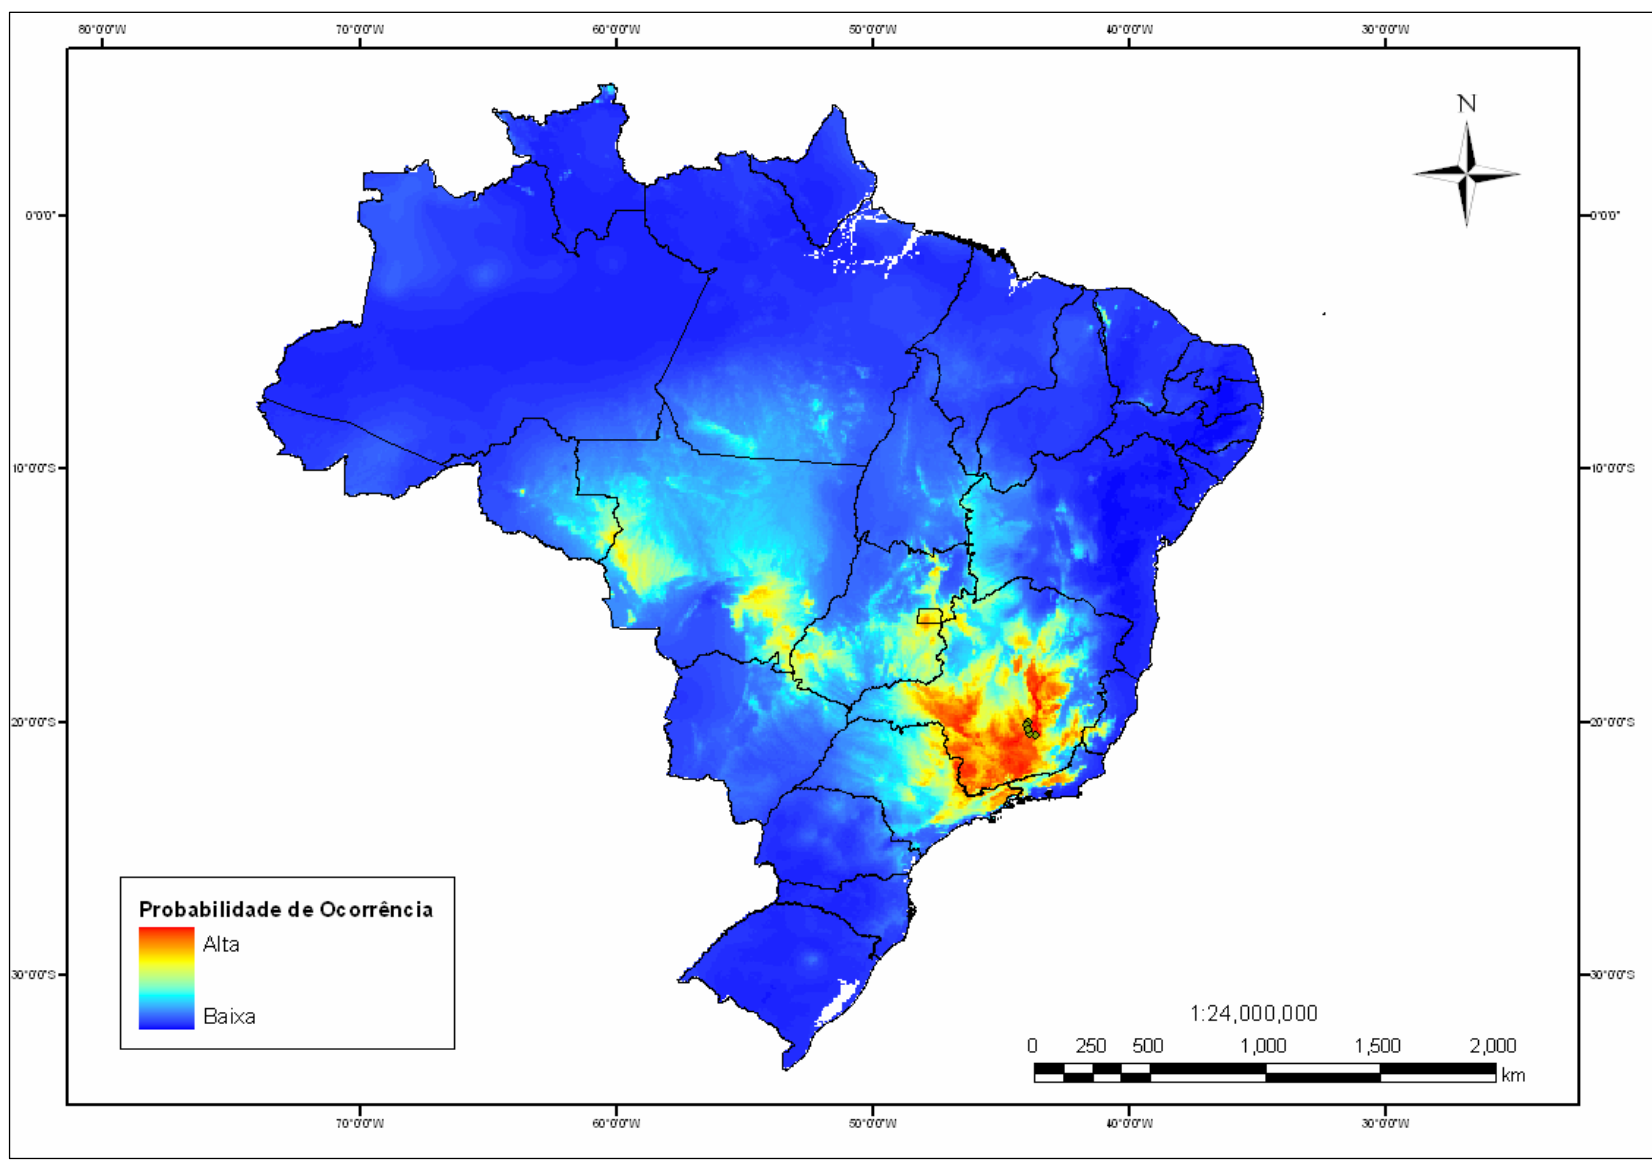 80°0'0"W 70°0'0"W 60°0'0"W 50°0'0"W 40°0'0"W 30°0'0"W
N
0°0'0" 0°0'0"
10°0'0"S 10°0'0"S
20°0'0"S 20°0'0"S
Probabilidade de Ocorrência
Alta
Baixa
30°0'0"S 30°0'0"S
1:24,000,000
0 250 500 1,000 1,500 2,000
km
70°0'0"W 60°0'0"W 50°0'0"W 40°0'0"W 30°0'0"W